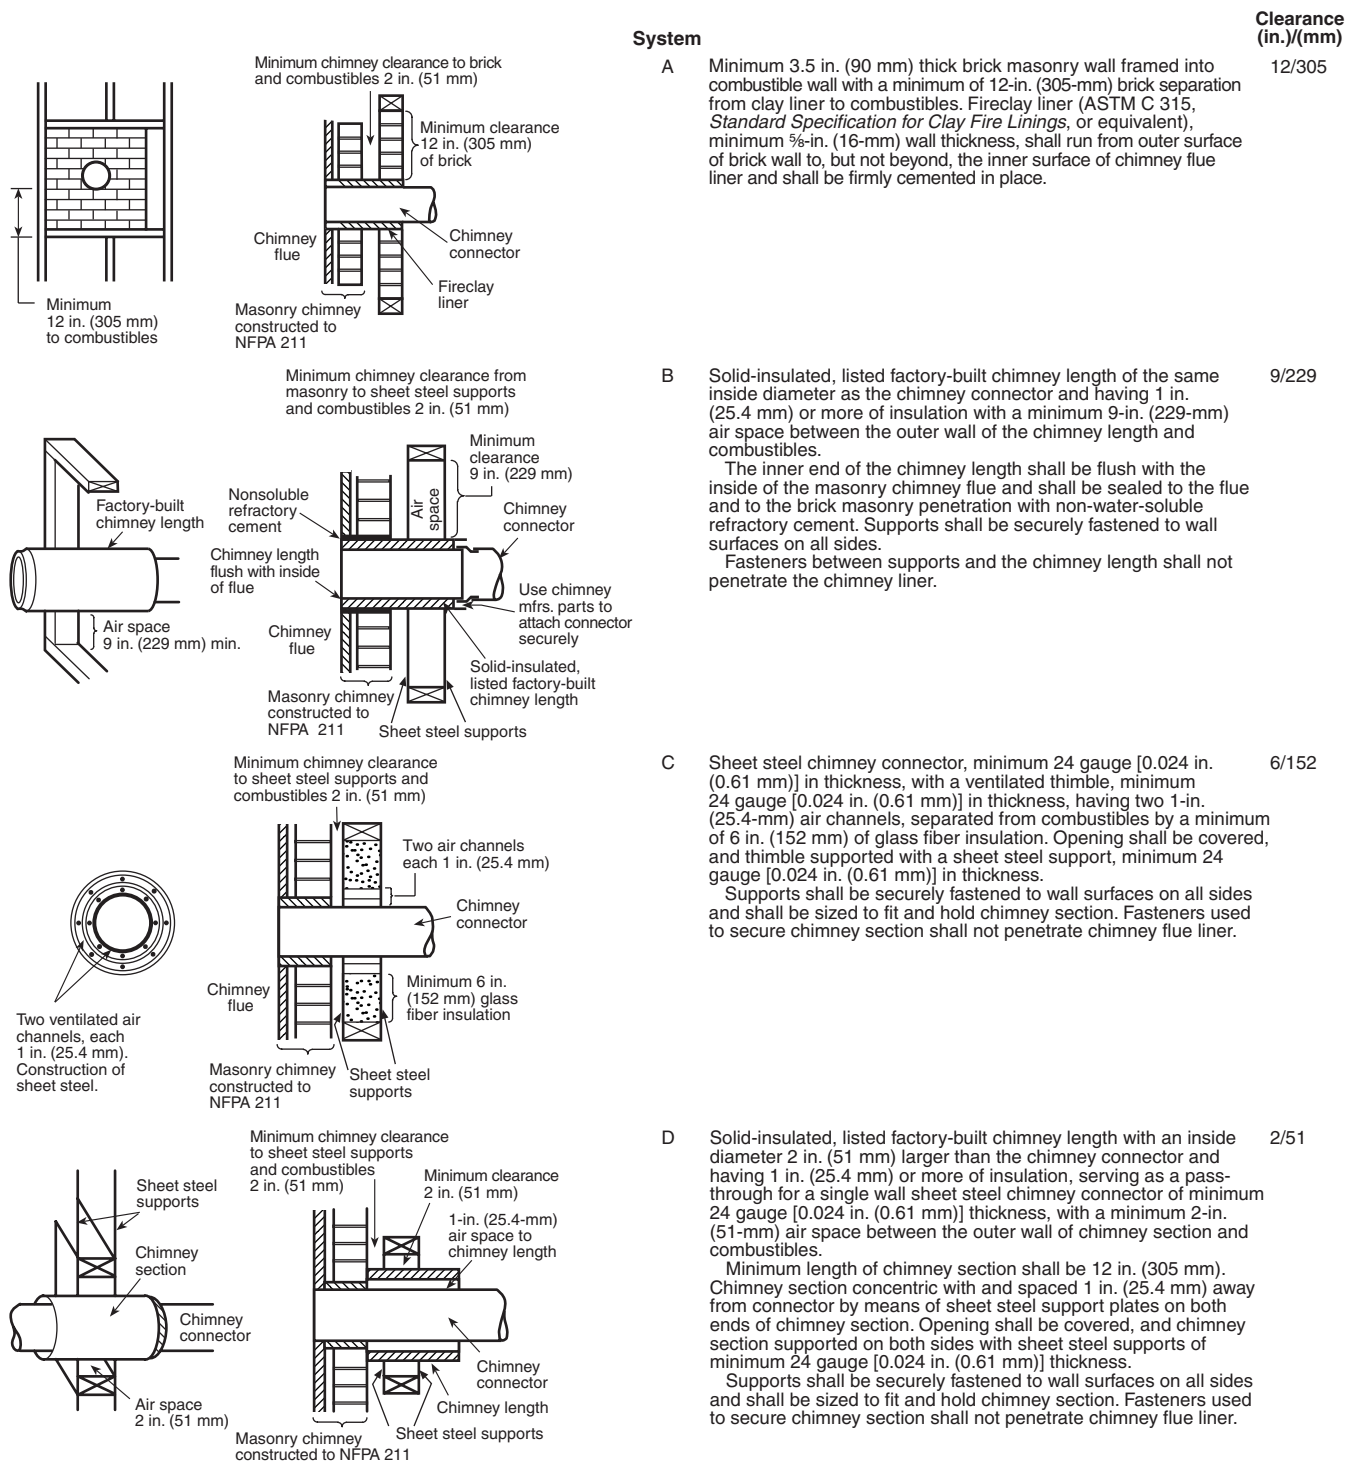 System
Clearance
(in.)/(mm)
Minimum chimney clearance to brick
and combustibles 2 in. (51 mm)
Minimum clearance
12 in. (305 mm)
of brick
Chimney
flue
Chimney
connector
Fireclay
liner
Minimum
12 in. (305 mm)
to combustibles
Masonry chimney
constructed to
NFPA 211
A
Minimum 3.5 in. (90 mm) thick brick masonry wall framed into
combustible wall with a minimum of 12-in. (305-mm) brick separation
from clay liner to combustibles. Fireclay liner (ASTM C 315,
Standard Specification for Clay Fire Linings, or equivalent),
minimum ⅝-in. (16-mm) wall thickness, shall run from outer surface
of brick wall to, but not beyond, the inner surface of chimney flue
liner and shall be firmly cemented in place.
12/305
Minimum chimney clearance from
masonry to sheet steel supports
and combustibles 2 in. (51 mm)
Minimum
clearance
9 in. (229 mm)
Factory-built
chimney length
Nonsoluble
refractory
cement
Air
space
Chimney
connector
Chimney length
flush with inside
of flue
Use chimney
mfrs. parts to
attach connector
securely
Air space
9 in. (229 mm) min.
Chimney
flue
Solid-insulated,
listed factory-built
chimney length
Masonry chimney
constructed to
NFPA 211
Sheet steel supports
B
Solid-insulated, listed factory-built chimney length of the same
inside diameter as the chimney connector and having 1 in.
(25.4 mm) or more of insulation with a minimum 9-in. (229-mm)
air space between the outer wall of the chimney length and
combustibles.
The inner end of the chimney length shall be flush with the
inside of the masonry chimney flue and shall be sealed to the flue
and to the brick masonry penetration with non-water-soluble
refractory cement. Supports shall be securely fastened to wall
surfaces on all sides.
Fasteners between supports and the chimney length shall not
penetrate the chimney liner.
9/229
Minimum chimney clearance
to sheet steel supports and
combustibles 2 in. (51 mm)
Two air channels
each 1 in. (25.4 mm)
Chimney
connector
Chimney
flue
Minimum 6 in.
(152 mm) glass
fiber insulation
Two ventilated air
channels, each
1 in. (25.4 mm).
Construction of
sheet steel.
Masonry chimney
constructed to
NFPA 211
Sheet steel
supports
C
Sheet steel chimney connector, minimum 24 gauge [0.024 in.
(0.61 mm)] in thickness, with a ventilated thimble, minimum
24 gauge [0.024 in. (0.61 mm)] in thickness, having two 1-in.
(25.4-mm) air channels, separated from combustibles by a minimum
of 6 in. (152 mm) of glass fiber insulation. Opening shall be covered,
and thimble supported with a sheet steel support, minimum 24
gauge [0.024 in. (0.61 mm)] in thickness.
Supports shall be securely fastened to wall surfaces on all sides
and shall be sized to fit and hold chimney section. Fasteners used
to secure chimney section shall not penetrate chimney flue liner.
6/152
Minimum chimney clearance
to sheet steel supports
and combustibles
2 in. (51 mm)
Minimum clearance
2 in. (51 mm)
1-in. (25.4-mm)
air space to
chimney length
Sheet steel
supports
Chimney
section
Chimney
connector
Air space
2 in. (51 mm)
Chimney
connector
Chimney length
Sheet steel supports
Masonry chimney
constructed to NFPA 211
D
Solid-insulated, listed factory-built chimney length with an inside
diameter 2 in. (51 mm) larger than the chimney connector and
having 1 in. (25.4 mm) or more of insulation, serving as a pass-
through for a single wall sheet steel chimney connector of minimum
24 gauge [0.024 in. (0.61 mm)] thickness, with a minimum 2-in.
(51-mm) air space between the outer wall of chimney section and
combustibles.
Minimum length of chimney section shall be 12 in. (305 mm).
Chimney section concentric with and spaced 1 in. (25.4 mm) away
from connector by means of sheet steel support plates on both
ends of chimney section. Opening shall be covered, and chimney
section supported on both sides with sheet steel supports of
minimum 24 gauge [0.024 in. (0.61 mm)] thickness.
Supports shall be securely fastened to wall surfaces on all sides
and shall be sized to fit and hold chimney section. Fasteners used
to secure chimney section shall not penetrate chimney flue liner.
2/51